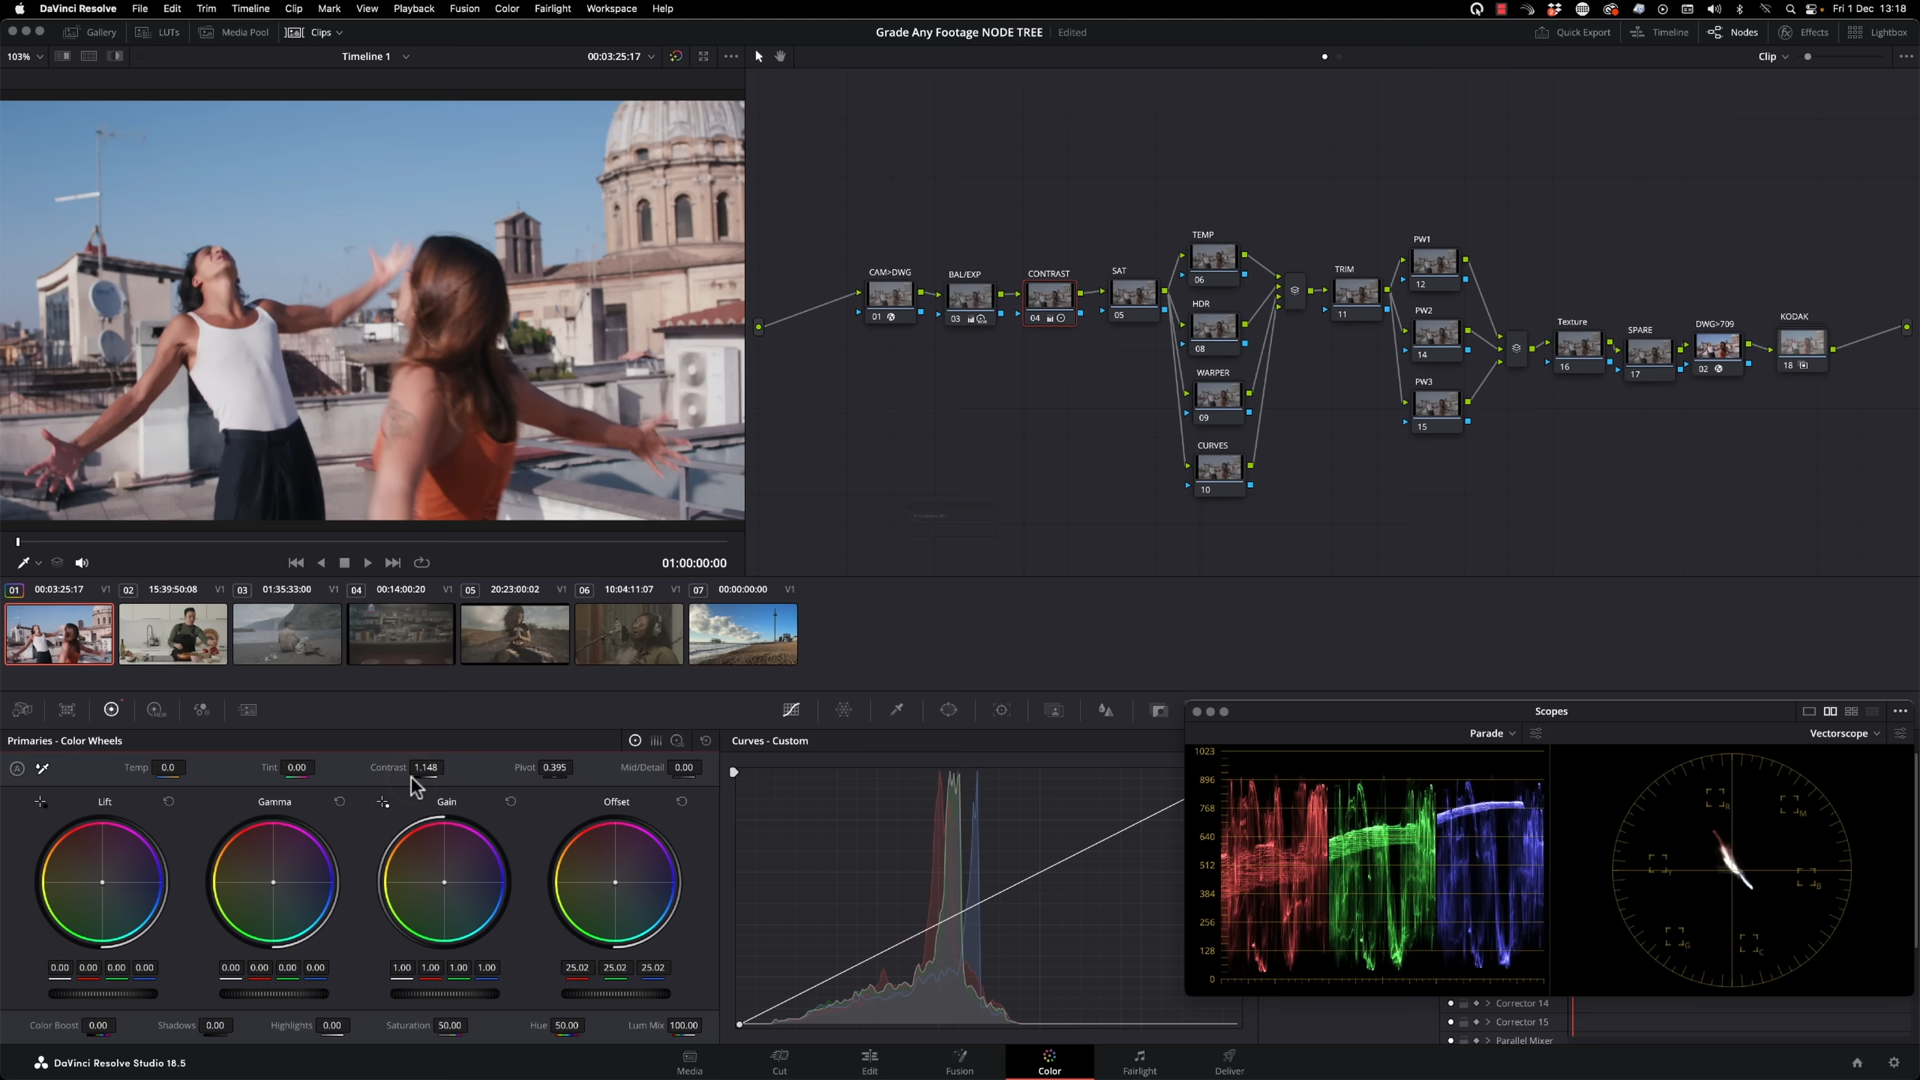 DaVinci Resolve File Edit Trim Timeline Clip Mark View Playback Fusion Color Fairlight Workspace Help Fri 1 Dec 13:18
Gallery LUTs Media Pool Clips Grade Any Footage NODE TREE Edited Quick Export Timeline Nodes Effects Lightbox
103% Timeline 1 00:03:25:17 Clip
TEMP
06
CAM>DWG
01
BAL/EXP
03
CONTRAST
04
SAT
05
HDR
08
WARPER
09
CURVES
10
TRIM
11
PW1
12
PW2
14
PW3
15
Texture
16
SPARE
17
DWG>709
02
KODAK
18
01:00:00:00
01 00:03:25:17 V1 02 15:39:50:08 V1 03 01:35:33:00 V1 04 00:14:00:20 V1 05 20:23:00:02 V1 06 10:04:11:07 V1 07 00:00:00:00 V1
HDR
Primaries - Color Wheels
A Temp 0.0 Tint 0.00 Contrast 1.148 Pivot 0.395 Mid/Detail 0.00
Lift Gamma Gain Offset
0.00 0.00 0.00 0.00 0.00 0.00 0.00 0.00 1.00 1.00 1.00 1.00 25.02 25.02 25.02
Color Boost 0.00 Shadows 0.00 Highlights 0.00 Saturation 50.00 Hue 50.00 Lum Mix 100.00
Curves - Custom
Scopes
Parade Vectorscope
1023
896
768
640
512
384
256
128
0
R
M
Y
B
G
C
Corrector 14
Corrector 15
Parallel Mixer
DaVinci Resolve Studio 18.5 Media Cut Edit Fusion Color Fairlight Deliver